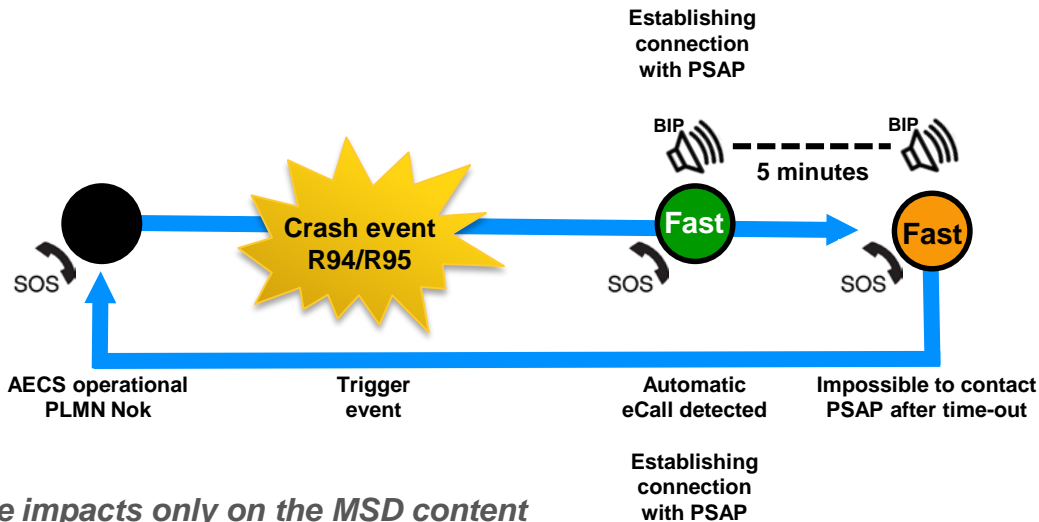 Establishing
connection
with PSAP
BIP
BIP
5 minutes
Crash event
R94/R95
Fast
Fast
SOS
SOS
SOS
AECS operational
PLMN Nok
Trigger
event
Automatic
eCall detected
Impossible to contact
PSAP after time-out
Establishing
connection
with PSAP
e impacts only on the MSD content